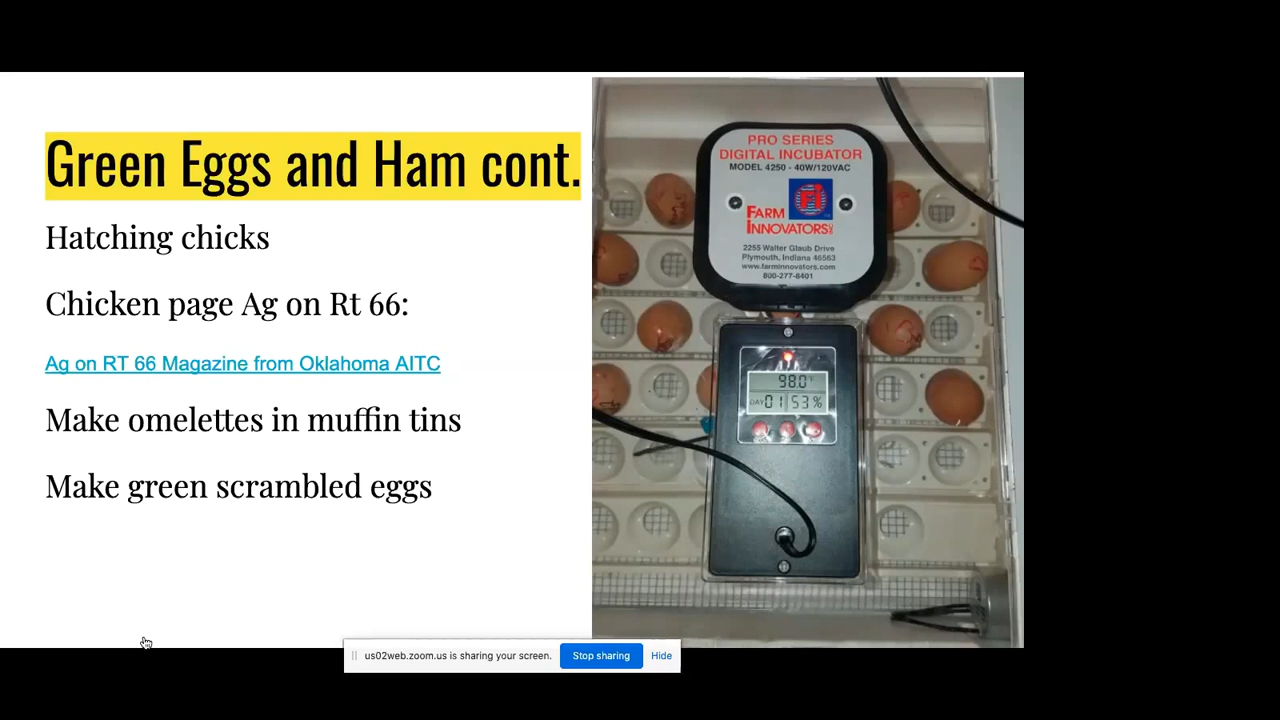 Green Eggs and Ham cont.
Hatching chicks
Chicken page Ag on Rt 66:
Ag on RT 66 Magazine from Oklahoma AITC
Make omelettes in muffin tins
Make green scrambled eggs
PRO SERIES
DIGITAL INCUBATOR
MODEL 4250 - 40W/120VAC
FARM
INNOVATORS
2255 Walter Glaub Drive
Plymouth, Indiana 46563
www.farminnovators.com
800-277-8401
98.0
DAY 01 53%
us02web.zoom.us is sharing your screen.
Stop sharing
Hide